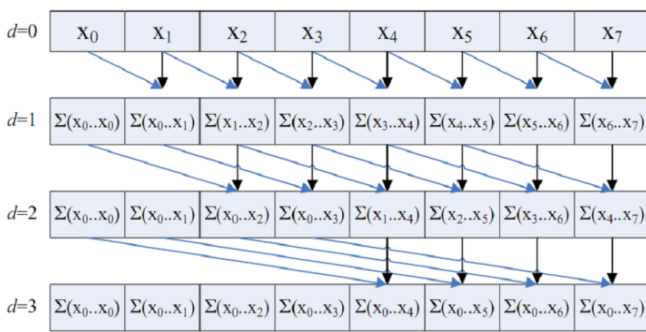 d=0 x₀ x₁ x₂ x₃ x₄ x₅ x₆ x₇
d=1 Σ(x₀..x₀) Σ(x₀..x₁) Σ(x₁..x₂) Σ(x₂..x₃) Σ(x₃..x₄) Σ(x₄..x₅) Σ(x₅..x₆) Σ(x₆..x₇)
d=2 Σ(x₀..x₀) Σ(x₀..x₁) Σ(x₀..x₂) Σ(x₀..x₃) Σ(x₁..x₄) Σ(x₂..x₅) Σ(x₃..x₆) Σ(x₄..x₇)
d=3 Σ(x₀..x₀) Σ(x₀..x₁) Σ(x₀..x₂) Σ(x₀..x₃) Σ(x₀..x₄) Σ(x₀..x₅) Σ(x₀..x₆) Σ(x₀..x₇)